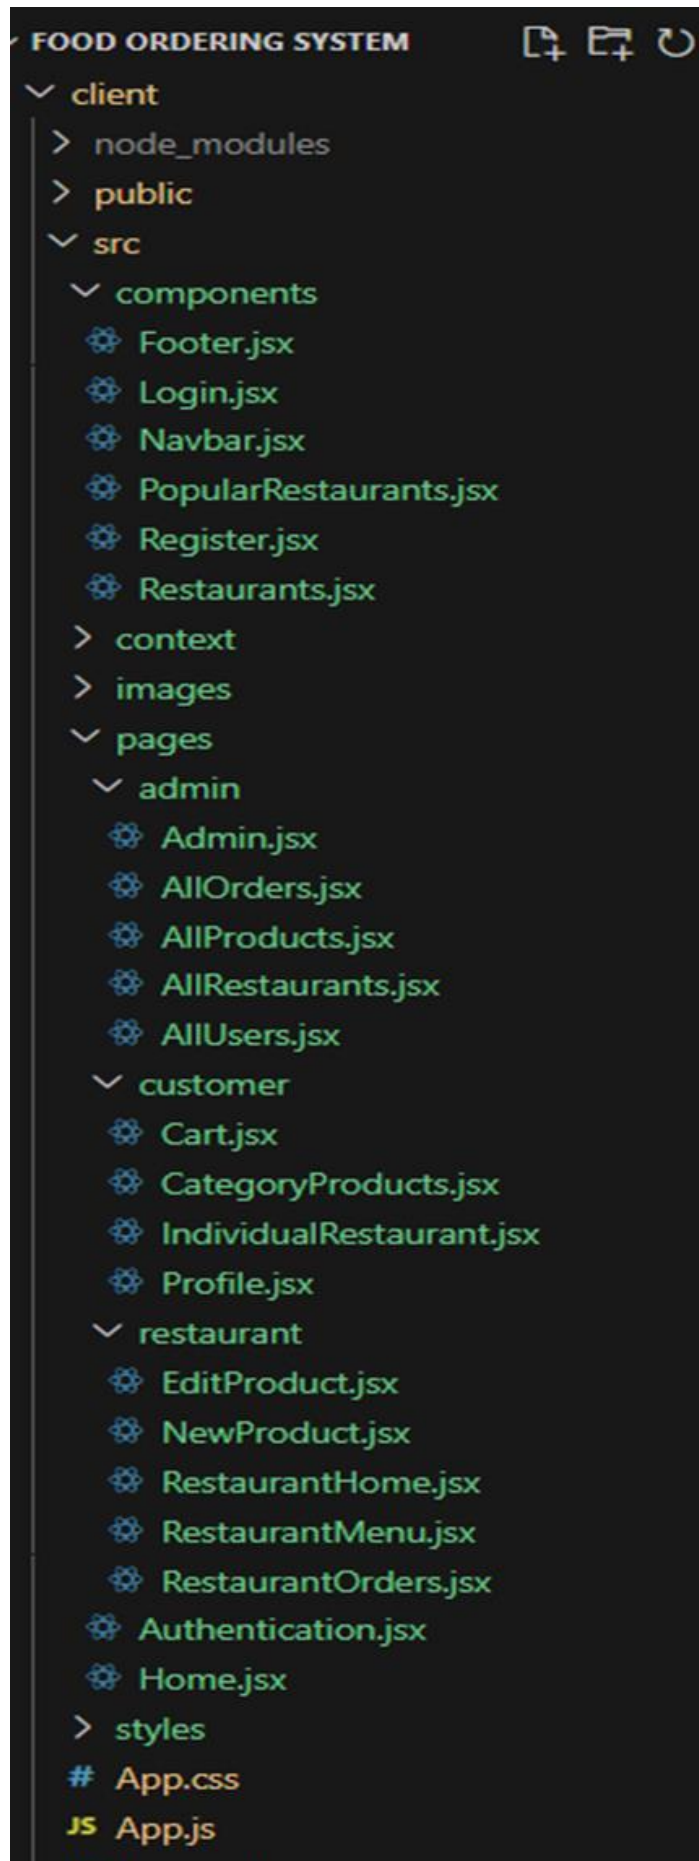 FOOD ORDERING SYSTEM
client
node_modules
public
src
components
Footer.jsx
Login.jsx
Navbar.jsx
PopularRestaurants.jsx
Register.jsx
Restaurants.jsx
context
images
pages
admin
Admin.jsx
AllOrders.jsx
AllProducts.jsx
AllRestaurants.jsx
AllUsers.jsx
customer
Cart.jsx
CategoryProducts.jsx
IndividualRestaurant.jsx
Profile.jsx
restaurant
EditProduct.jsx
NewProduct.jsx
RestaurantHome.jsx
RestaurantMenu.jsx
RestaurantOrders.jsx
Authentication.jsx
Home.jsx
styles
# App.css
JS App.js